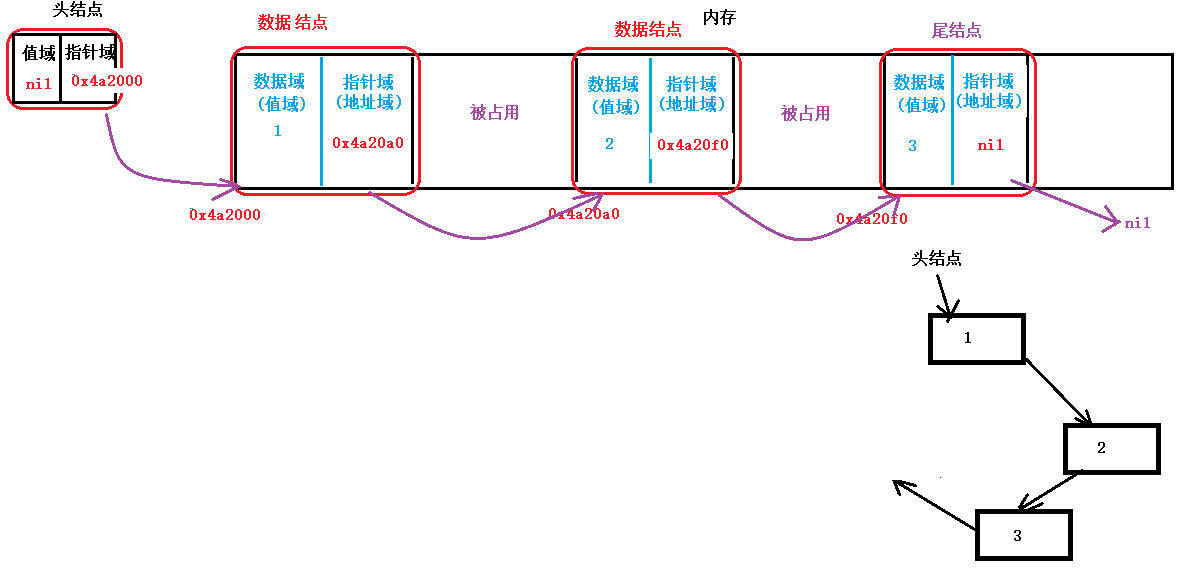 头结点
值域 指针域
ni1 0x4a2000
数据 结点
数据域
(值域)
1
指针域
(地址域)
0x4a20a0
0x4a2000
被占用
数据结点
内存
数据域
(值域)
2
指针域
(地址域)
0x4a20f0
0x4a20a0
被占用
尾结点
数据域
(值域)
3
指针域
(地址域)
ni1
0x4a20f0
ni1
头结点
1
2
3